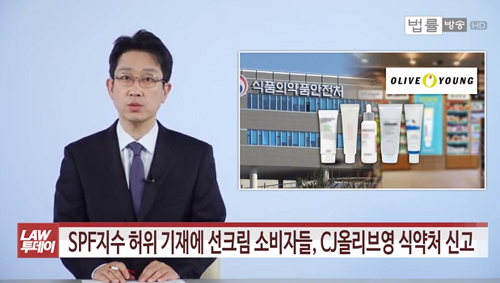 법률방송 HD
식품의약품안전처
OLIVE YOUNG
LAW
투데이
SPF지수 허위 기재에 선크림 소비자들, CJ올리브영 식약처 신고